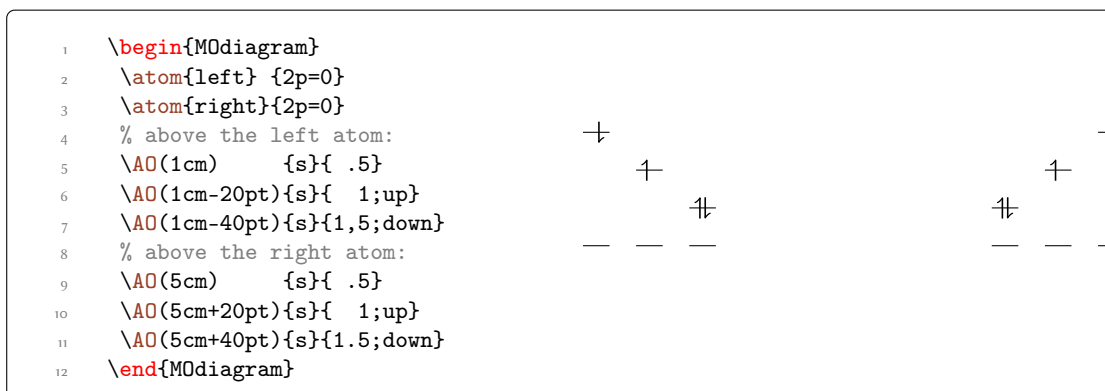 1 \begin{MOdiagram}
2 \atom{left} {2p=0}
3 \atom{right}{2p=0}
4 % above the left atom:
5 \AO(1cm)      {s}{ .5}
6 \AO(1cm-20pt){s}{  1;up}
7 \AO(1cm-40pt){s}{1,5;down}
8 % above the right atom:
9 \AO(5cm)      {s}{ .5}
10 \AO(5cm+20pt){s}{  1;up}
11 \AO(5cm+40pt){s}{1.5;down}
12 \end{MOdiagram}